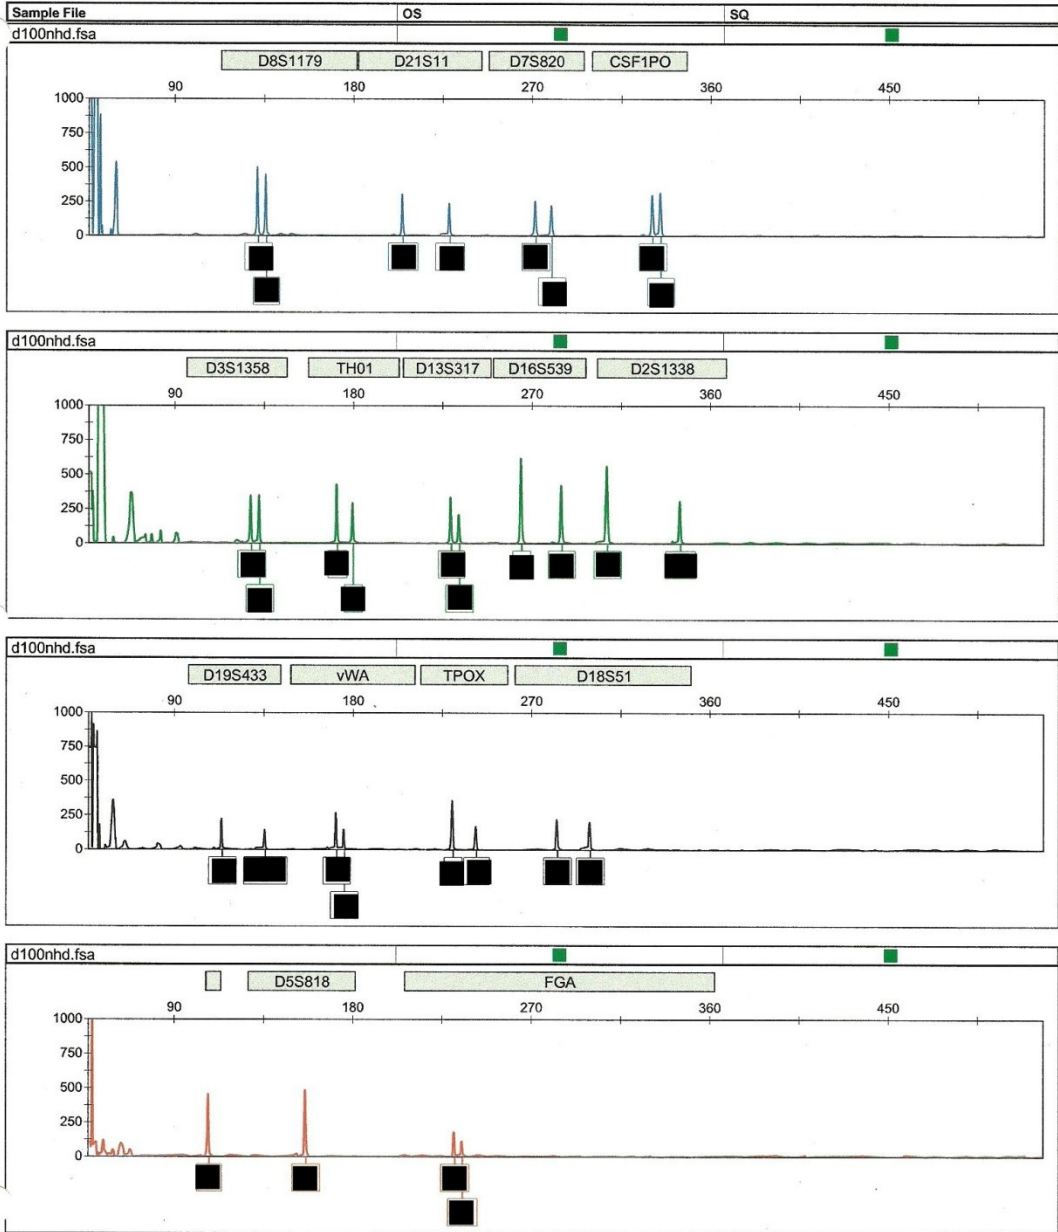 Sample File OS SQ
d100nhd.fsa
D8S1179 D21S11 D7S820 CSF1PO
90 180 270 360 450
1000
750
500
250
0
d100nhd.fsa
D3S1358 TH01 D13S317 D16S539 D2S1338
90 180 270 360 450
1000
750
500
250
0
d100nhd.fsa
D19S433 vWA TPOX D18S51
90 180 270 360 450
1000
750
500
250
0
d100nhd.fsa
D5S818 FGA
90 180 270 360 450
1000
750
500
250
0